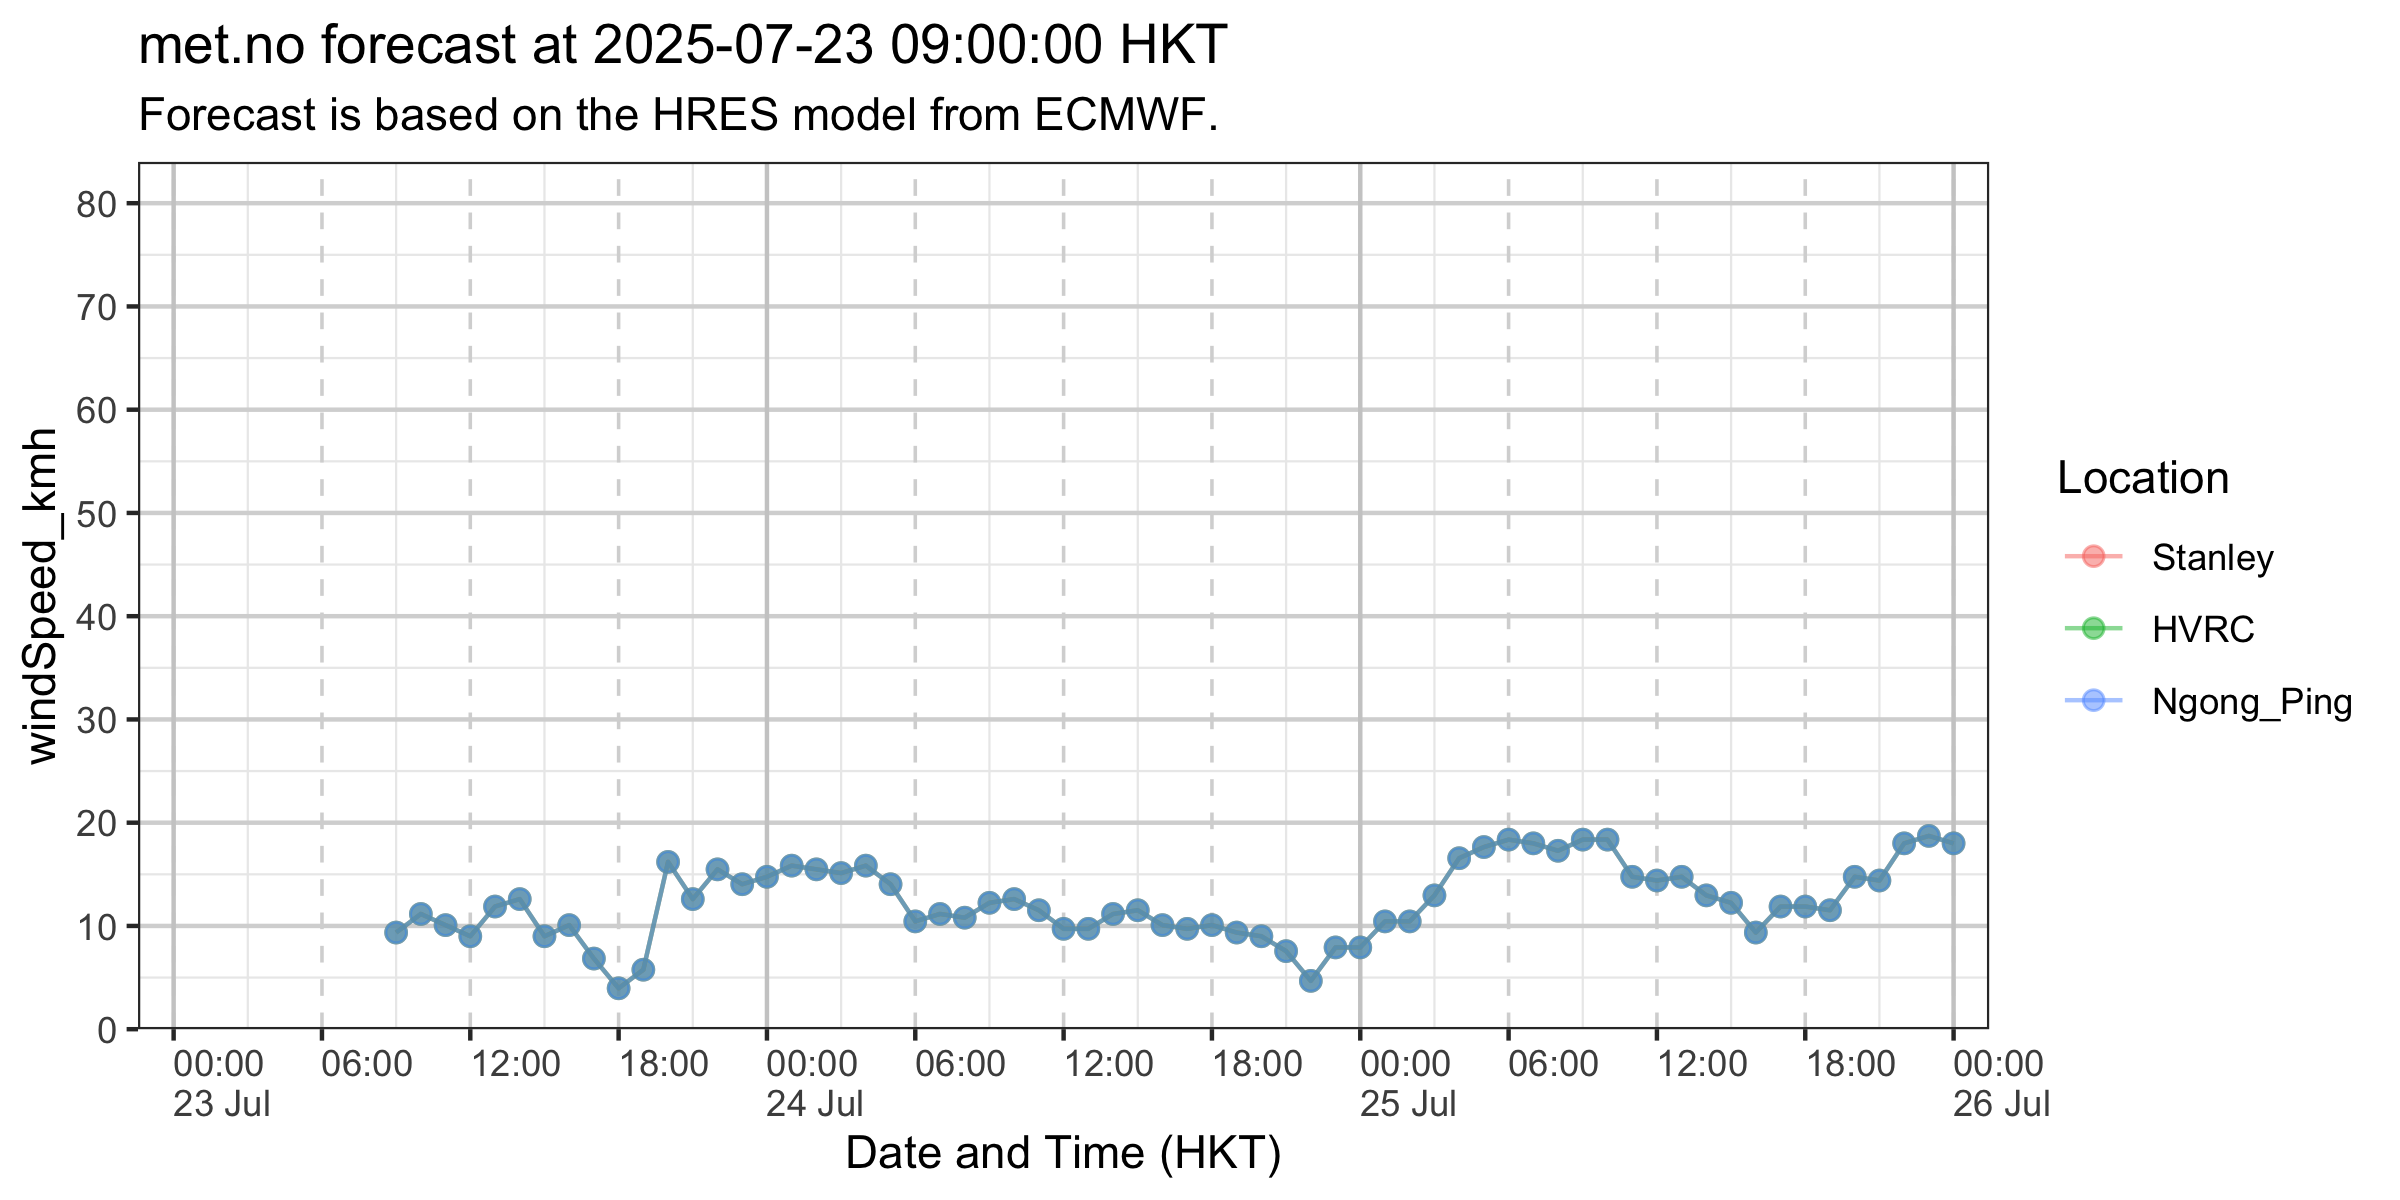 met.no forecast at 2025-07-23 09:00:00 HKT
Forecast is based on the HRES model from ECMWF.
windSpeed_kmh
80
70
60
50
40
30
20
10
0
00:00 06:00 12:00 18:00 00:00 06:00 12:00 18:00 00:00 06:00 12:00 18:00 00:00
23 Jul 24 Jul 25 Jul 26 Jul
Date and Time (HKT)
Location
Stanley
HVRC
Ngong_Ping